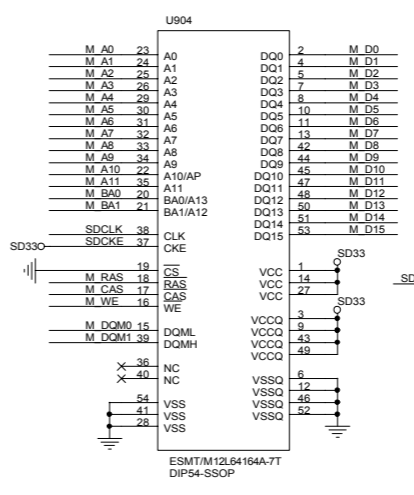 U904
M_A0 23 A0 DQ0 2 M_D0
M_A1 24 A1 DQ1 4 M_D1
M_A2 25 A2 DQ2 5 M_D2
M_A3 26 A3 DQ3 7 M_D3
M_A4 29 A4 DQ4 8 M_D4
M_A5 30 A5 DQ5 10 M_D5
M_A6 31 A6 DQ6 11 M_D6
M_A7 32 A7 DQ7 13 M_D7
M_A8 33 A8 DQ8 42 M_D8
M_A9 34 A9 DQ9 44 M_D9
M_A10 22 A10/AP DQ10 45 M_D10
M_A11 35 A11 DQ11 47 M_D11
M_BA0 20 BA0/A13 DQ12 48 M_D12
M_BA1 21 BA1/A12 DQ13 50 M_D13
DQ14 51 M_D14
SDCLK 38 CLK DQ15 53 M_D15
SD33 SDCKE 37 CKE
SD33
19 CS VCC 1
M_RAS 18 RAS VCC 14 SD
M_CAS 17 CAS VCC 27
M_WE 16 WE
SD33
M_DQM0 15 DQML VCCQ 3
M_DQM1 39 DQMH VCCQ 9
VCCQ 43
VCCQ 49
36 NC
40 NC VSSQ 6
VSSQ 12
54 VSS VSSQ 46
41 VSS VSSQ 52
28 VSS
ESMT/M12L64164A-7T
DIP54-SSOP